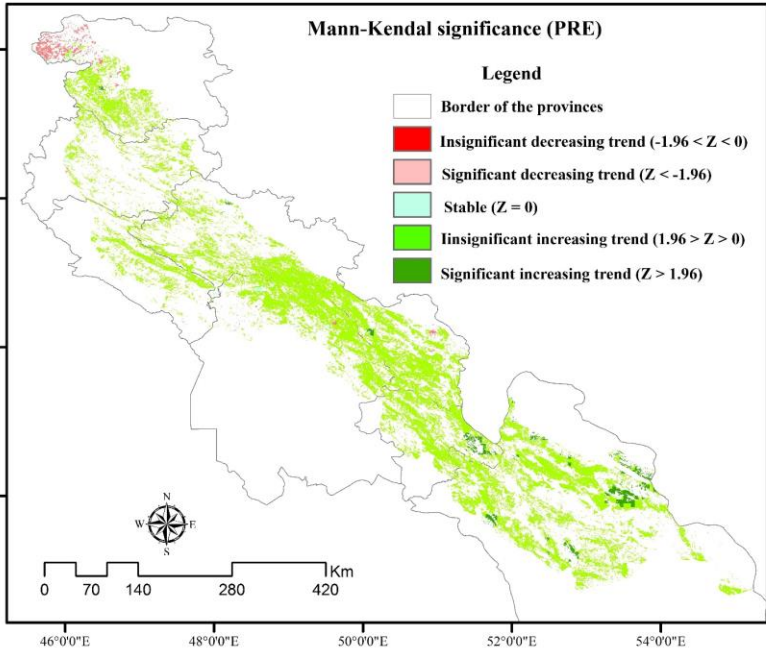 Mann-Kendal significance (PRE)
Legend
Border of the provinces
Insignificant decreasing trend (-1.96 < Z < 0)
Significant decreasing trend (Z < -1.96)
Stable (Z = 0)
Iinsignificant increasing trend (1.96 > Z > 0)
Significant increasing trend (Z > 1.96)
N
W E
S
Km
0 70 140 280 420
46°0'0"E 48°0'0"E 50°0'0"E 52°0'0"E 54°0'0"E